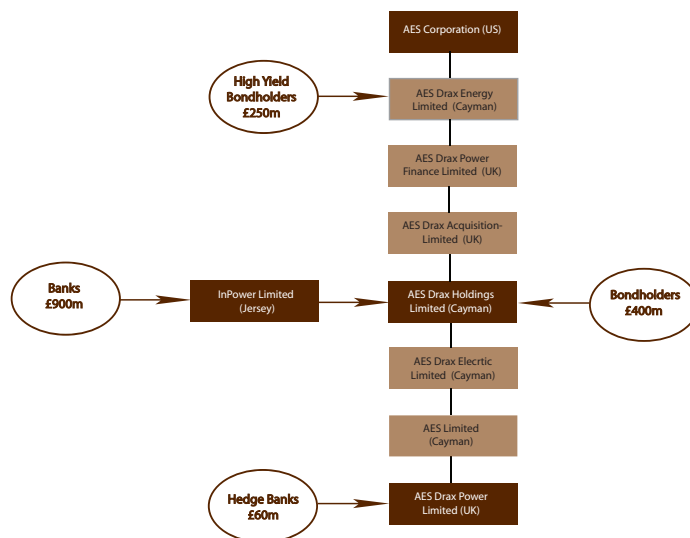 AES Corporation (US)
High Yield
Bondholders
£250m
AES Drax Energy
Limited (Cayman)
AES Drax Power
Finance Limited (UK)
AES Drax Acquisition-
Limited (UK)
Banks
£900m
InPower Limited
(Jersey)
AES Drax Holdings
Limited (Cayman)
Bondholders
£400m
AES Drax Elecrtic
Limited (Cayman)
AES Limited
(Cayman)
Hedge Banks
£60m
AES Drax Power
Limited (UK)